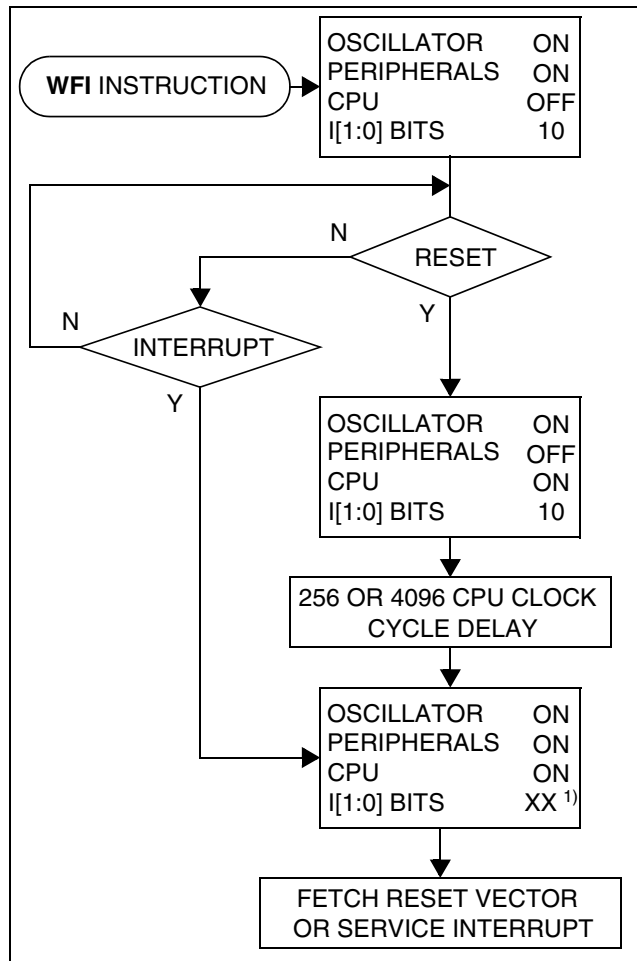 WFI INSTRUCTION
OSCILLATOR ON
PERIPHERALS ON
CPU OFF
I[1:0] BITS 10
N
RESET
Y
N
INTERRUPT
Y
OSCILLATOR ON
PERIPHERALS OFF
CPU ON
I[1:0] BITS 10
256 OR 4096 CPU CLOCK
CYCLE DELAY
OSCILLATOR ON
PERIPHERALS ON
CPU ON
I[1:0] BITS XX 1)
FETCH RESET VECTOR
OR SERVICE INTERRUPT